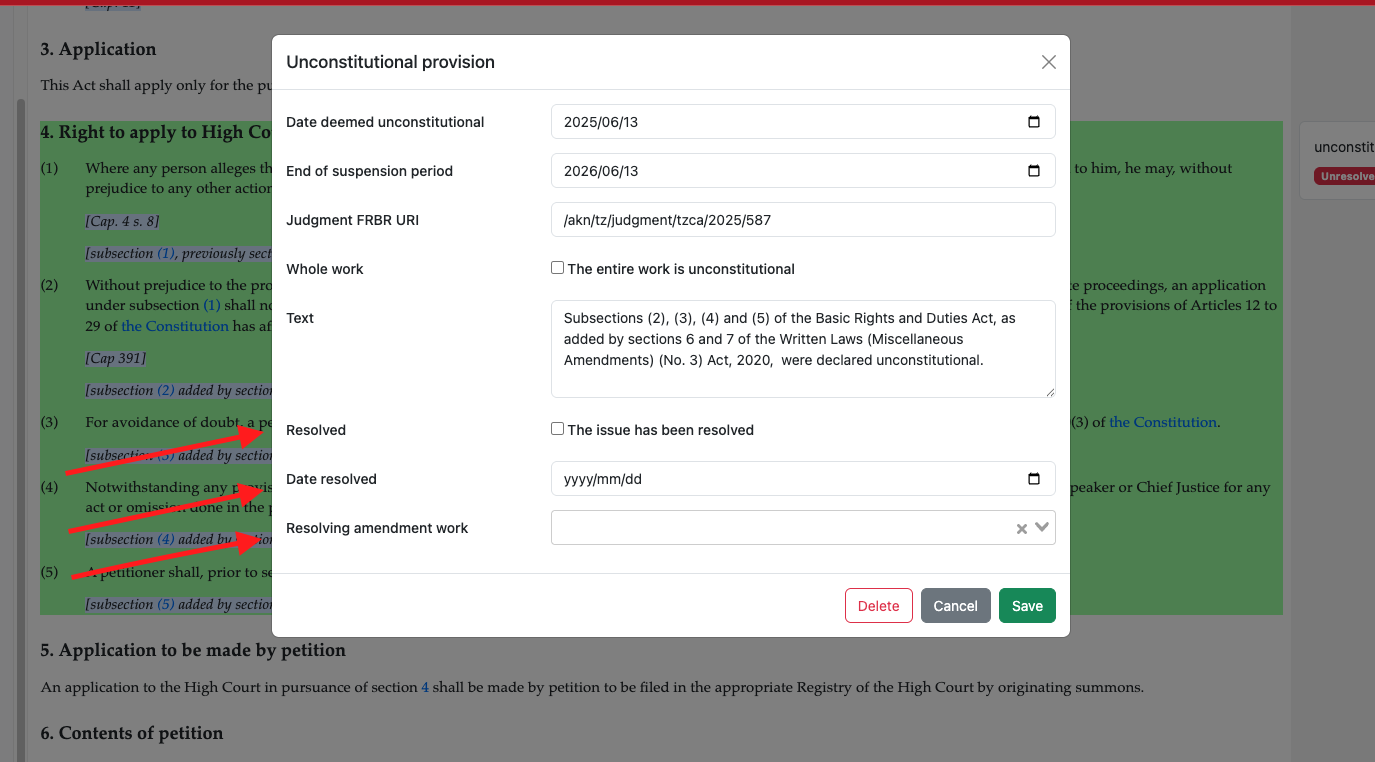 3. Application
This Act shall apply only for the pu
4. Right to apply to High Co
(1) Where any person alleges th to him, he may, without
prejudice to any other action
[Cap. 4 s. 8]
[subsection (1), previously sect
(2) Without prejudice to the pro e proceedings, an application
under subsection (1) shall no f the provisions of Articles 12 to
29 of the Constitution has af
[Cap 391]
[subsection (2) added by section
(3) For avoidance of doubt, a pe (3) of the Constitution.
[subsection (3) added by section
(4) Notwithstanding any provis peaker or Chief Justice for any
act or omission done in the p
[subsection (4) added by section
(5) A petitioner shall, prior to se
[subsection (5) added by section
5. Application to be made by petition
An application to the High Court in pursuance of section 4 shall be made by petition to be filed in the appropriate Registry of the High Court by originating summons.
6. Contents of petition
Unconstitutional provision
Date deemed unconstitutional 2025/06/13
End of suspension period 2026/06/13
Judgment FRBR URI /akn/tz/judgment/tzca/2025/587
Whole work The entire work is unconstitutional
Text Subsections (2), (3), (4) and (5) of the Basic Rights and Duties Act, as
added by sections 6 and 7 of the Written Laws (Miscellaneous
Amendments) (No. 3) Act, 2020, were declared unconstitutional.
Resolved The issue has been resolved
Date resolved yyyy/mm/dd
Resolving amendment work
Delete Cancel Save
unconstit
Unresolve